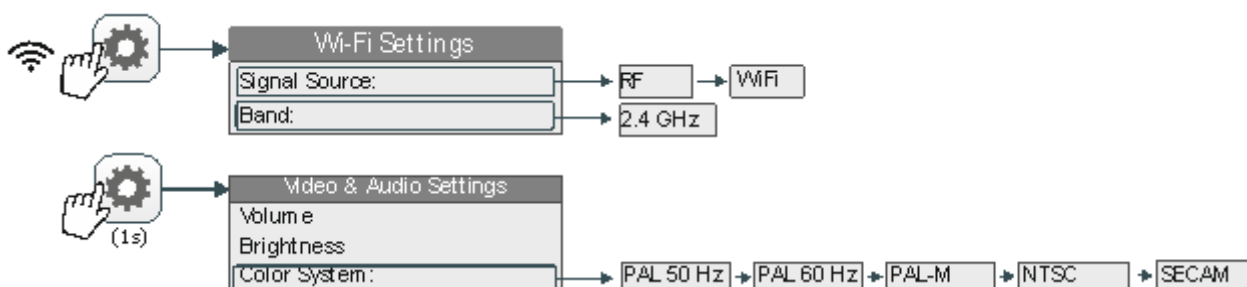 Wi-Fi Settings
Signal Source: RF WiFi
Band: 2.4 GHz
Video & Audio Settings
(1s)
Volume
Brightness
Color System: PAL 50 Hz PAL 60 Hz PAL-M NTSC SECAM